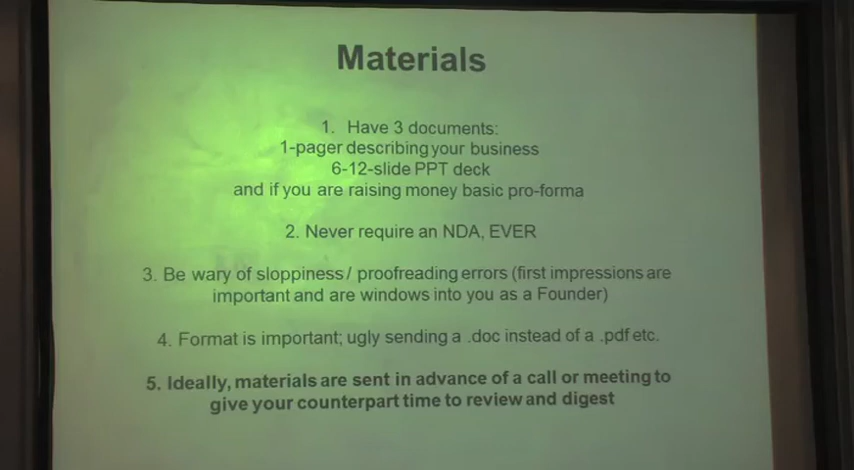 Materials
1. Have 3 documents:
1-pager describing your business
6-12-slide PPT deck
and if you are raising money basic pro-forma
2. Never require an NDA, EVER
3. Be wary of sloppiness/ proofreading errors (first impressions are
important and are windows into you as a Founder)
4. Format is important; ugly sending a .doc instead of a .pdf etc.
5. Ideally, materials are sent in advance of a call or meeting to
give your counterpart time to review and digest